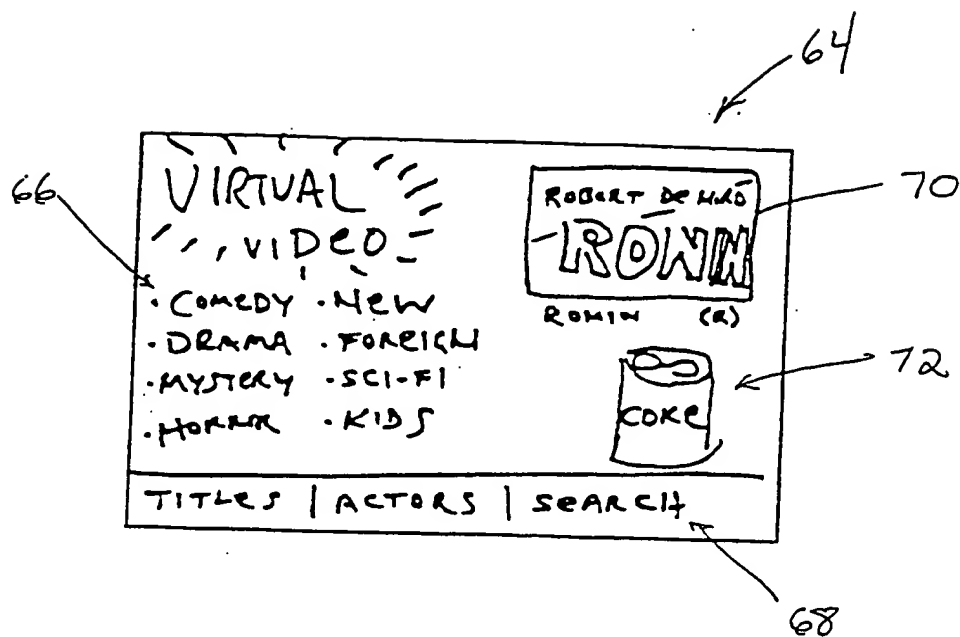 64
66
VIRTUAL
VIDEO
• COMEDY • NEW
• DRAMA • FOREIGN
• MYSTERY • SCI-FI
• HORROR • KIDS
ROBERT DE NIRO
RONIN
70
RONIN (R)
COKE
72
TITLES | ACTORS | SEARCH
68